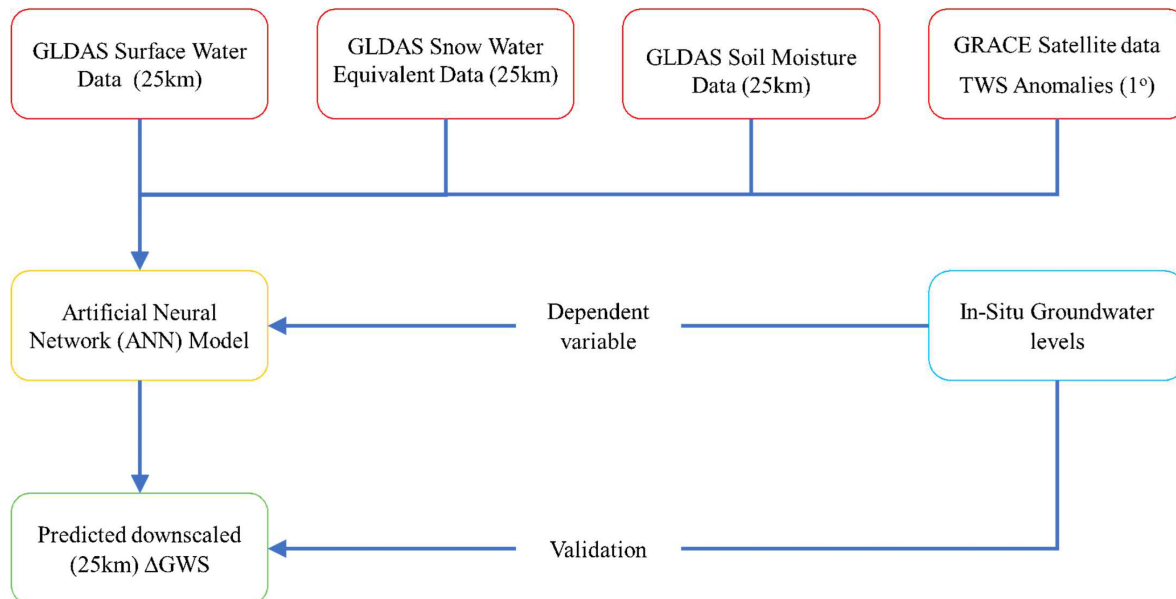 GLDAS Surface Water
Data (25km)
GLDAS Snow Water
Equivalent Data (25km)
GLDAS Soil Moisture
Data (25km)
GRACE Satellite data
TWS Anomalies (1º)
Artificial Neural
Network (ANN) Model
Dependent
variable
In-Situ Groundwater
levels
Predicted downscaled
(25km) ΔGWS
Validation